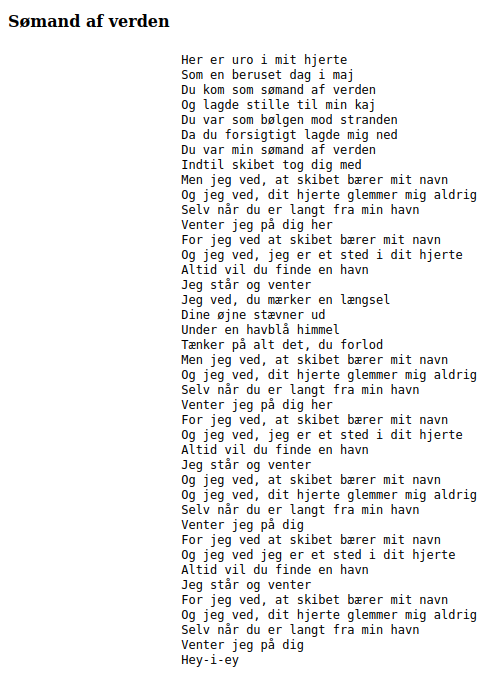 Sømand af verden
Her er uro i mit hjerte
Som en beruset dag i maj
Du kom som sømand af verden
Og lagde stille til min kaj
Du var som bølgen mod stranden
Da du forsigtigt lagde mig ned
Du var min sømand af verden
Indtil skibet tog dig med
Men jeg ved, at skibet bærer mit navn
Og jeg ved, dit hjerte glemmer mig aldrig
Selv når du er langt fra min havn
Venter jeg på dig her
For jeg ved at skibet bærer mit navn
Og jeg ved, jeg er et sted i dit hjerte
Altid vil du finde en havn
Jeg står og venter
Jeg ved, du mærker en længsel
Dine øjne stævner ud
Under en havblå himmel
Tænker på alt det, du forlod
Men jeg ved, at skibet bærer mit navn
Og jeg ved, dit hjerte glemmer mig aldrig
Selv når du er langt fra min havn
Venter jeg på dig her
For jeg ved, at skibet bærer mit navn
Og jeg ved, jeg er et sted i dit hjerte
Altid vil du finde en havn
Jeg står og venter
Og jeg ved, at skibet bærer mit navn
Og jeg ved, dit hjerte glemmer mig aldrig
Selv når du er langt fra min havn
Venter jeg på dig
For jeg ved at skibet bærer mit navn
Og jeg ved jeg er et sted i dit hjerte
Altid vil du finde en havn
Jeg står og venter
For jeg ved, at skibet bærer mit navn
Og jeg ved, dit hjerte glemmer mig aldrig
Selv når du er langt fra min havn
Venter jeg på dig
Hey-i-ey